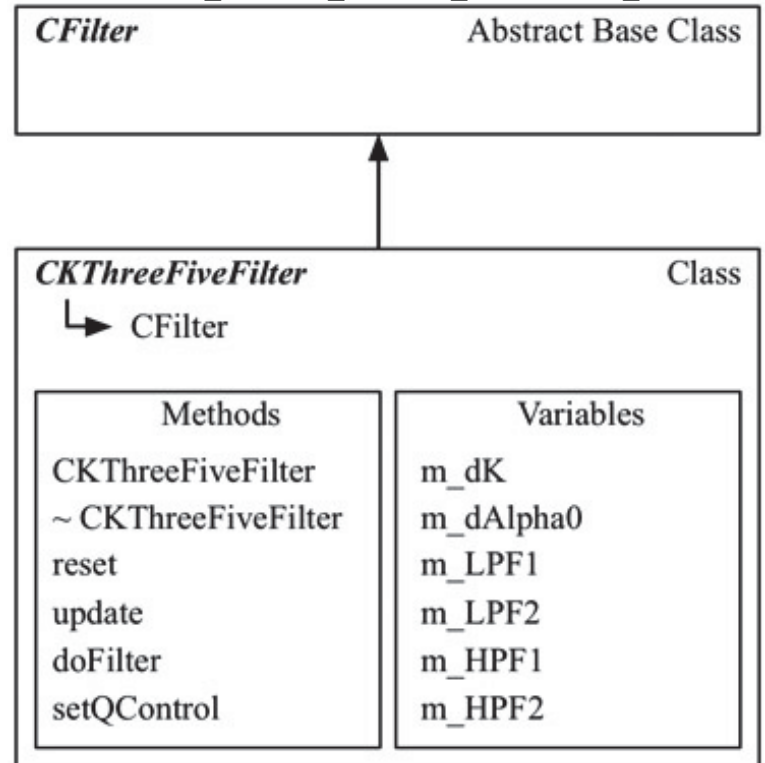 CFilter Abstract Base Class
CKThreeFiveFilter Class
CFilter
Methods
CKThreeFiveFilter
~ CKThreeFiveFilter
reset
update
doFilter
setQControl
Variables
m_dK
m_dAlpha0
m_LPF1
m_LPF2
m_HPF1
m_HPF2